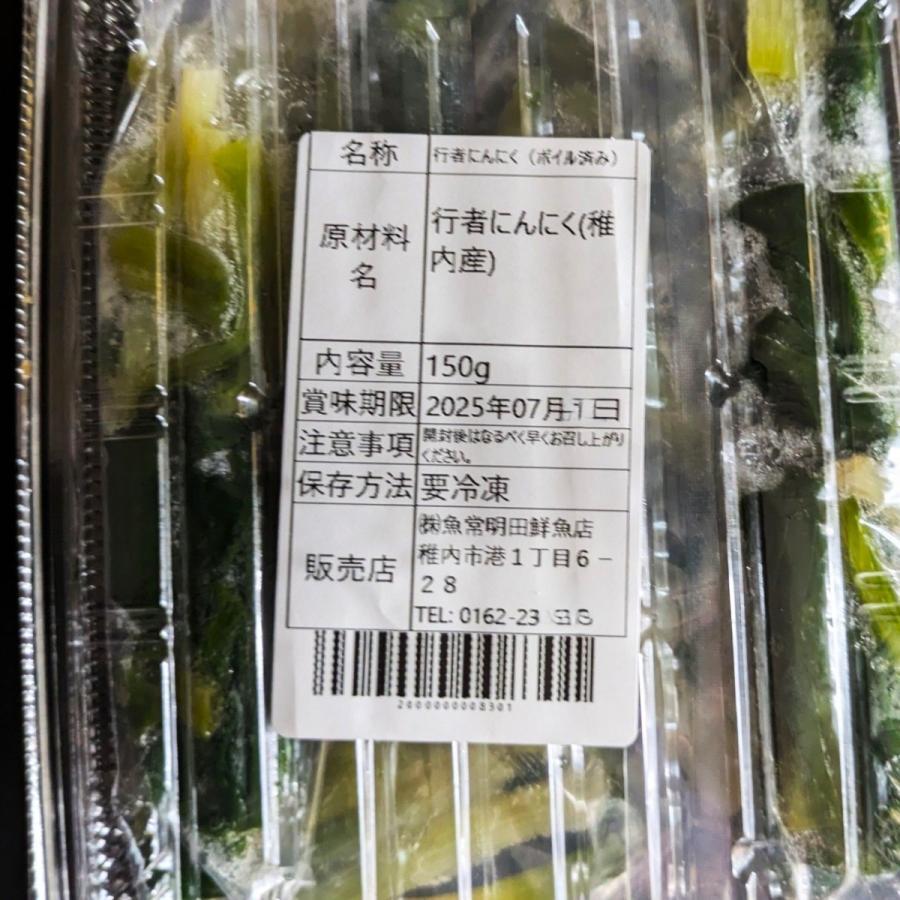 名称 行者にんにく（ボイル済み）
原材料名 行者にんにく(稚
内産)
内容量 150g
賞味期限 2025年07月 日
注意事項 開封後はなるべく早くお召し上がり
ください。
保存方法 要冷凍
販売店 ㈱魚常明田鮮魚店
稚内市港１丁目６－
２８
TEL: 0162-23
2000000008301